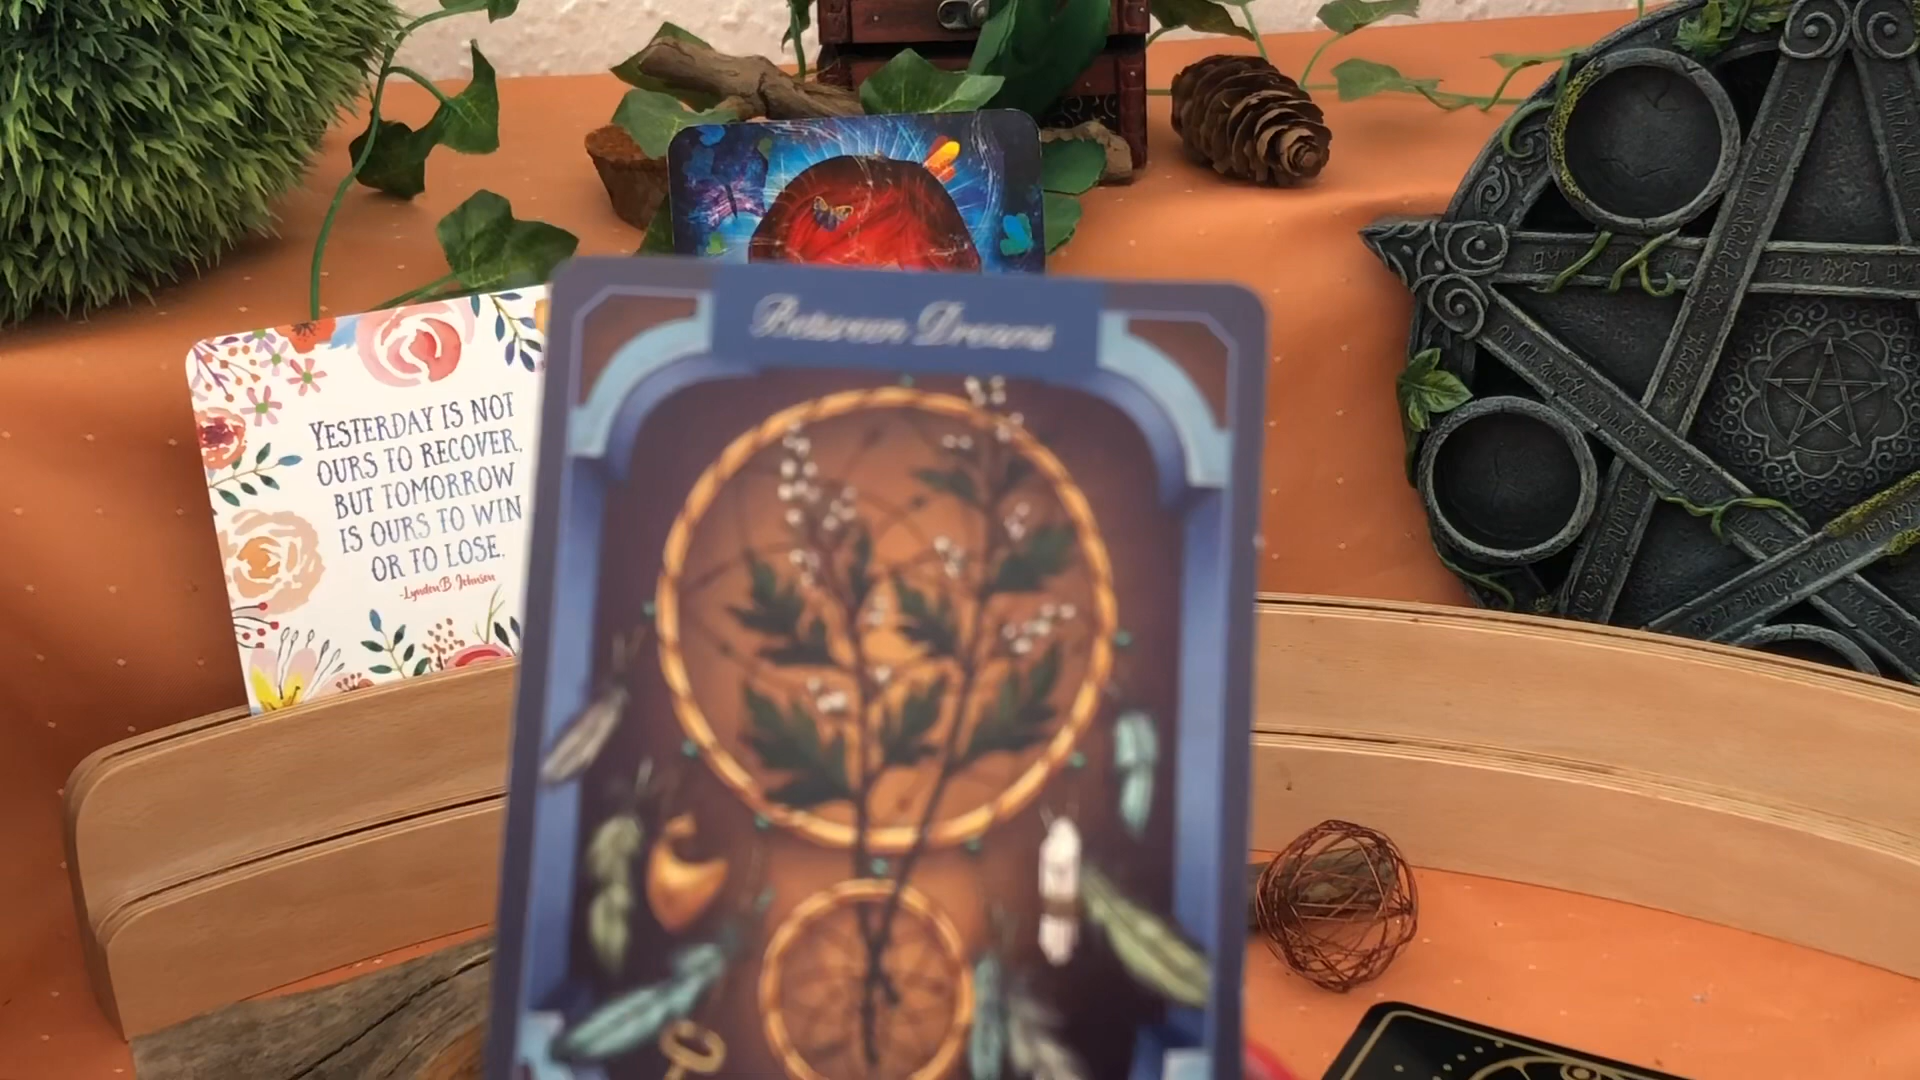 Between Dreams
YESTERDAY IS NOT
OURS TO RECOVER,
BUT TOMORROW
IS OURS TO WIN
OR TO LOSE.
-Lyndon B. Johnson